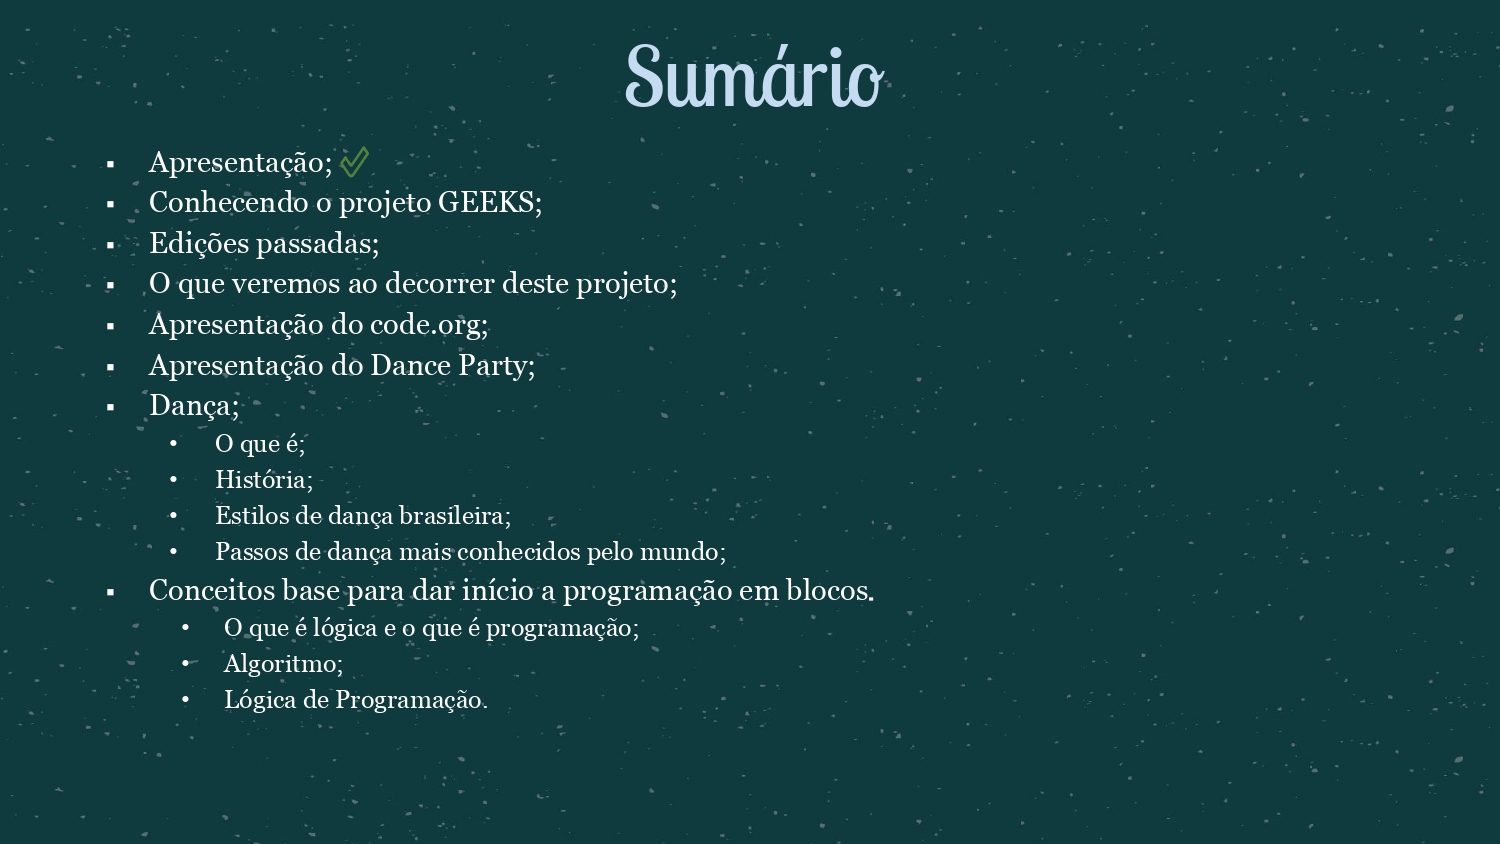 Sumário
▪ Apresentação;
▪ Conhecendo o projeto GEEKS;
▪ Edições passadas;
▪ O que veremos ao decorrer deste projeto;
▪ Apresentação do code.org;
▪ Apresentação do Dance Party;
▪ Dança;
• O que é;
• História;
• Estilos de dança brasileira;
• Passos de dança mais conhecidos pelo mundo;
▪ Conceitos base para dar início a programação em blocos.
• O que é lógica e o que é programação;
• Algoritmo;
• Lógica de Programação.